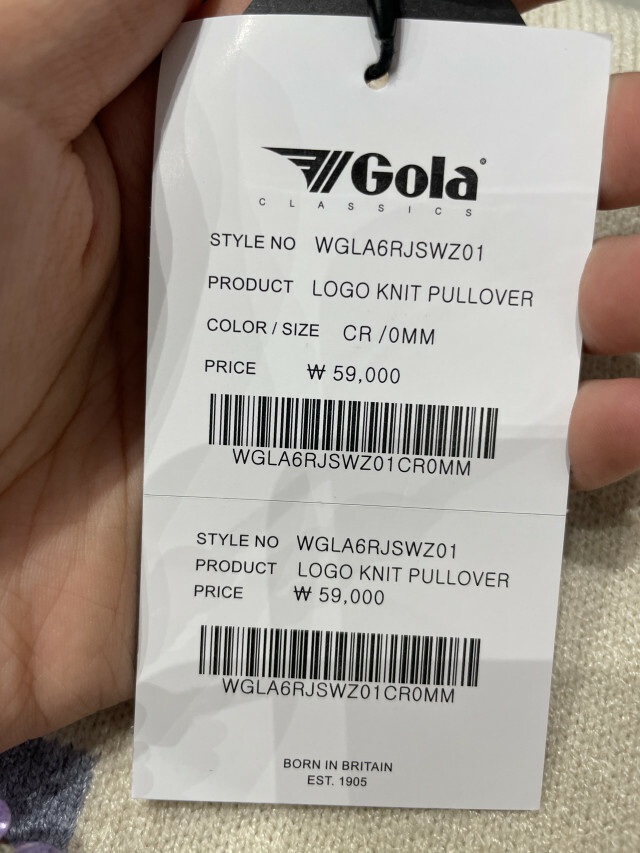 Gola®
CLASSICS
STYLE NO WGLA6RJSWZ01
PRODUCT LOGO KNIT PULLOVER
COLOR / SIZE CR /0MM
PRICE ₩ 59,000
WGLA6RJSWZ01CR0MM
STYLE NO WGLA6RJSWZ01
PRODUCT LOGO KNIT PULLOVER
PRICE ₩ 59,000
WGLA6RJSWZ01CR0MM
BORN IN BRITAIN
EST. 1905